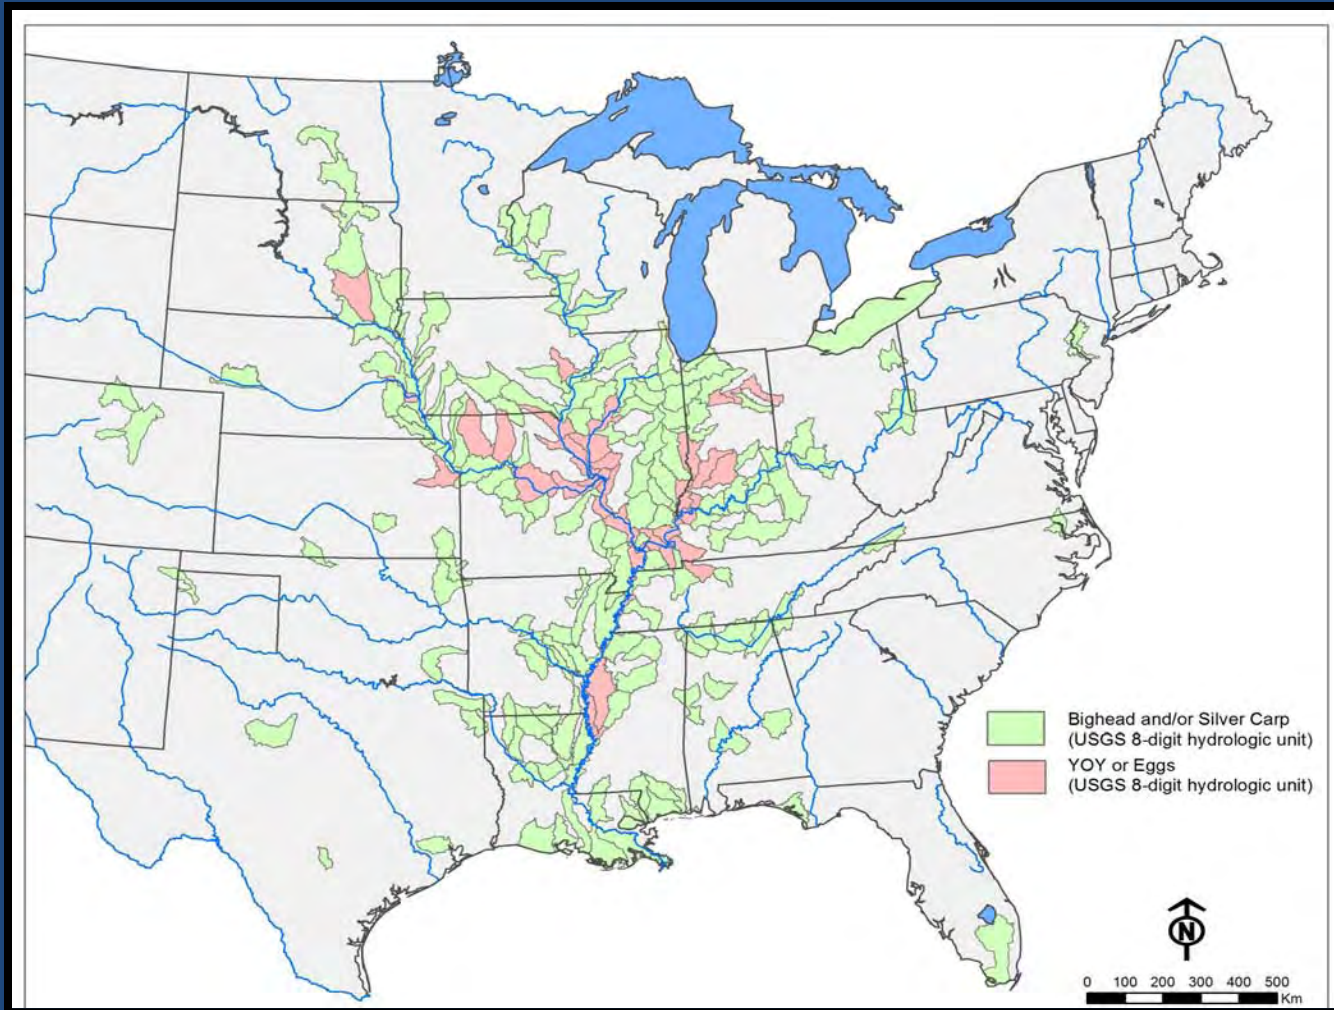 Bighead and/or Silver Carp
(USGS 8-digit hydrologic unit)
YOY or Eggs
(USGS 8-digit hydrologic unit)
N
0 100 200 300 400 500
Km